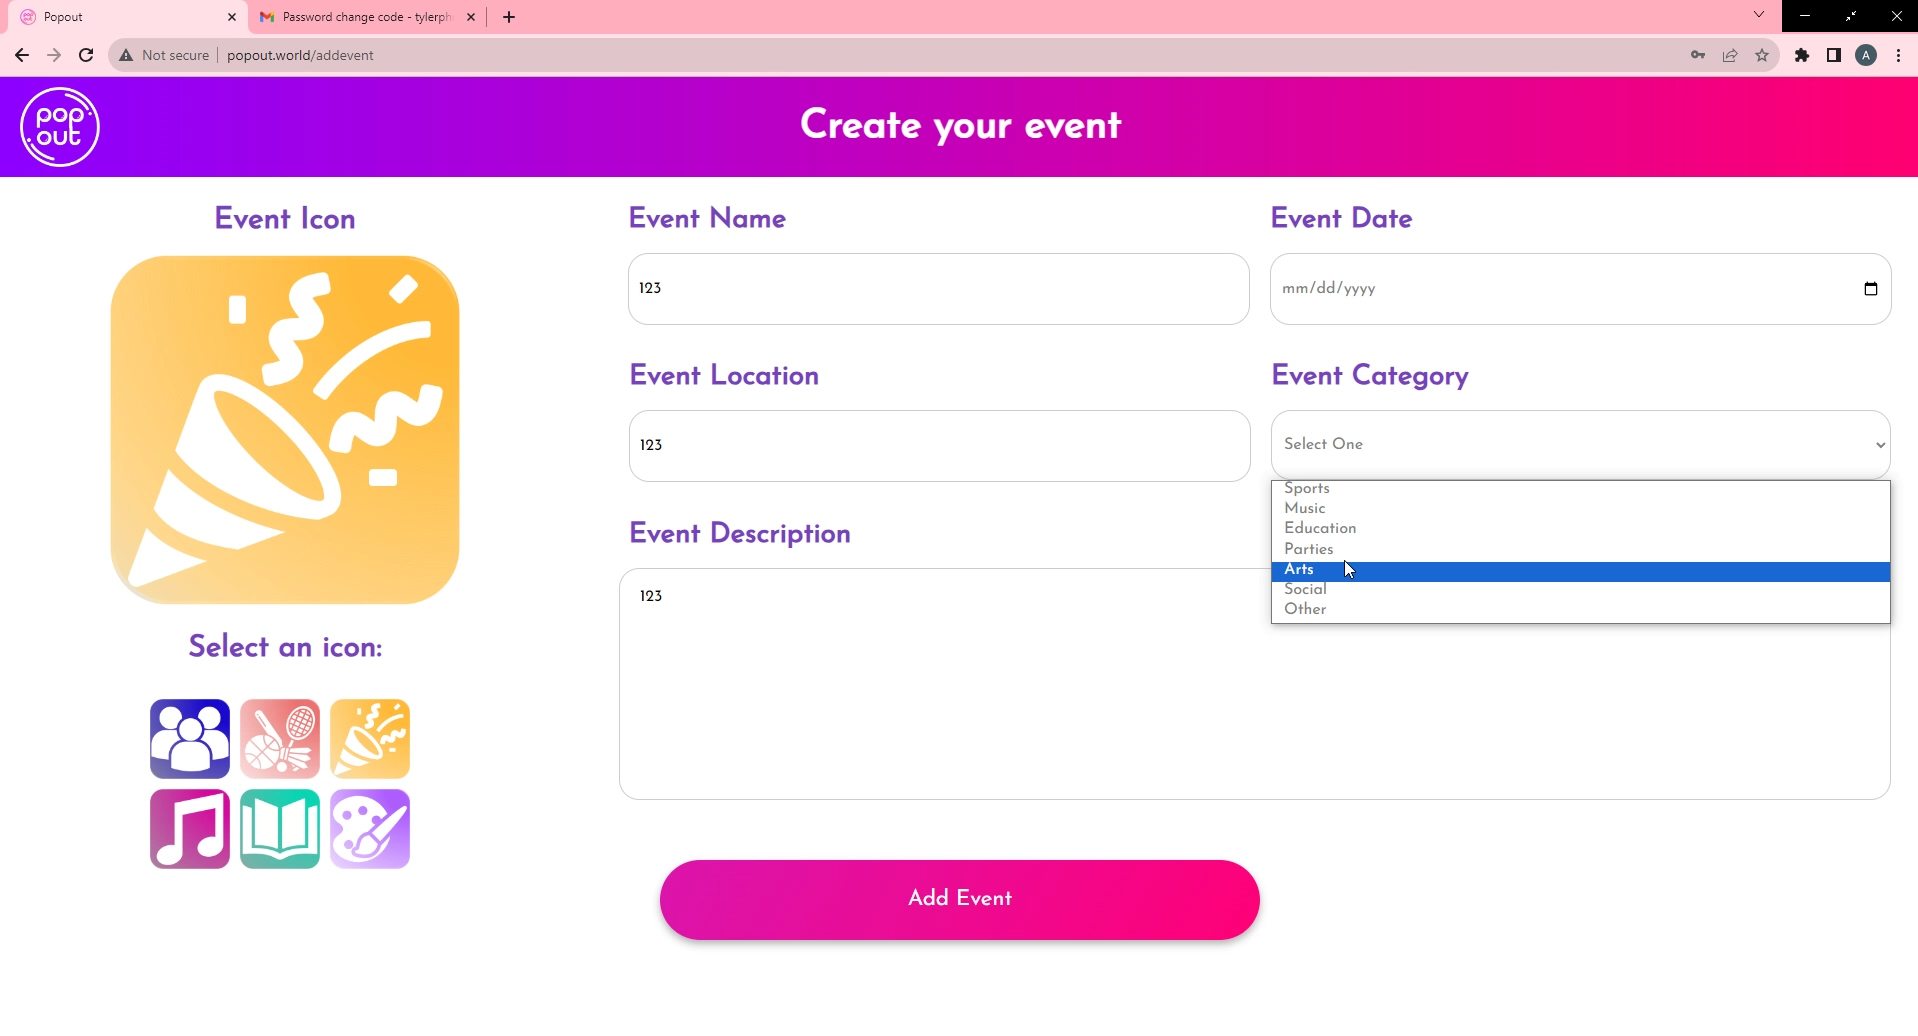 Popout
Password change code - tylerph
Not secure
popout.world/addevent
A
pop
out
Create your event
Event Icon
Event Name
Event Date
123
mm/dd/yyyy
Event Location
Event Category
123
Select One
Sports
Music
Education
Parties
Arts
Social
Other
Event Description
123
Select an icon:
Add Event